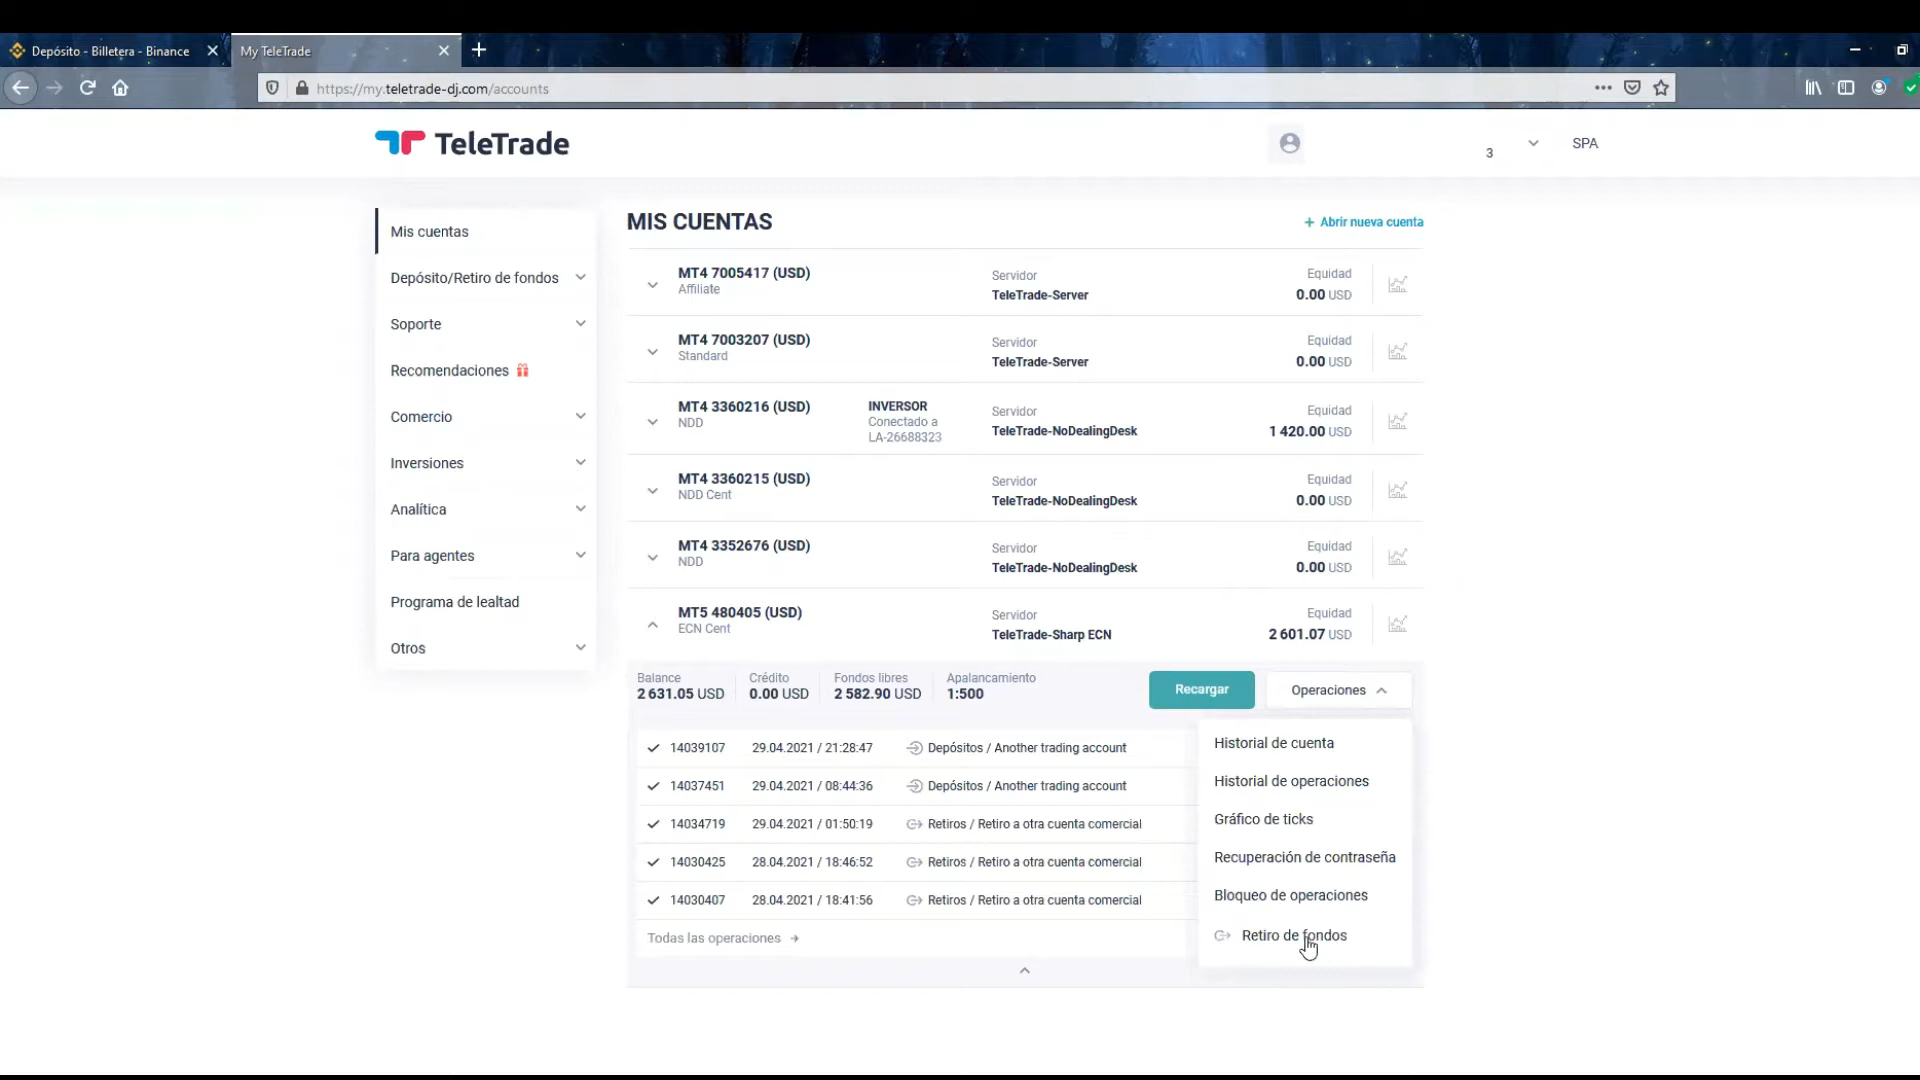 Depósito - Billetera - Binance
My TeleTrade
https://my.teletrade-dj.com/accounts
TeleTrade
3
SPA
Mis cuentas
Depósito/Retiro de fondos
Soporte
Recomendaciones
Comercio
Inversiones
Analítica
Para agentes
Programa de lealtad
Otros
MIS CUENTAS
+ Abrir nueva cuenta
MT4 7005417 (USD)
Affiliate
Servidor
TeleTrade-Server
Equidad
0.00 USD
MT4 7003207 (USD)
Standard
Servidor
TeleTrade-Server
Equidad
0.00 USD
MT4 3360216 (USD)
NDD
INVERSOR
Conectado a
LA-26688323
Servidor
TeleTrade-NoDealingDesk
Equidad
1 420.00 USD
MT4 3360215 (USD)
NDD Cent
Servidor
TeleTrade-NoDealingDesk
Equidad
0.00 USD
MT4 3352676 (USD)
NDD
Servidor
TeleTrade-NoDealingDesk
Equidad
0.00 USD
MT5 480405 (USD)
ECN Cent
Servidor
TeleTrade-Sharp ECN
Equidad
2 601.07 USD
Balance
2 631.05 USD
Crédito
0.00 USD
Fondos libres
2 582.90 USD
Apalancamiento
1:500
Recargar
Operaciones
14039107 29.04.2021 / 21:28:47 Depósitos / Another trading account
14037451 29.04.2021 / 08:44:36 Depósitos / Another trading account
14034719 29.04.2021 / 01:50:19 Retiros / Retiro a otra cuenta comercial
14030425 28.04.2021 / 18:46:52 Retiros / Retiro a otra cuenta comercial
14030407 28.04.2021 / 18:41:56 Retiros / Retiro a otra cuenta comercial
Todas las operaciones
Historial de cuenta
Historial de operaciones
Gráfico de ticks
Recuperación de contraseña
Bloqueo de operaciones
Retiro de fondos